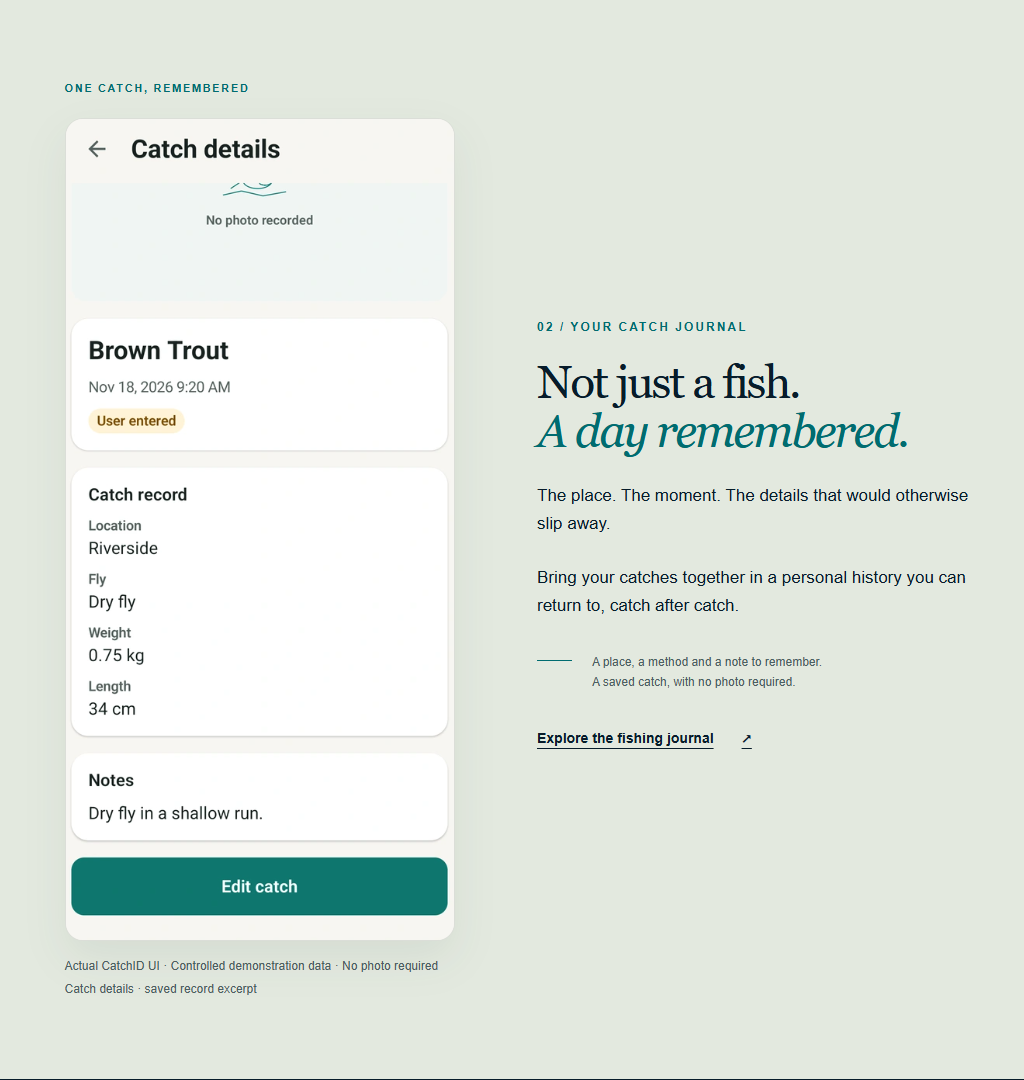 ONE CATCH, REMEMBERED
Catch details
No photo recorded
Brown Trout
Nov 18, 2026 9:20 AM
User entered
Catch record
Location
Riverside
Fly
Dry fly
Weight
0.75 kg
Length
34 cm
Notes
Dry fly in a shallow run.
Edit catch
Actual CatchID UI · Controlled demonstration data · No photo required
Catch details · saved record excerpt
02 / YOUR CATCH JOURNAL
Not just a fish.
A day remembered.
The place. The moment. The details that would otherwise
slip away.
Bring your catches together in a personal history you can
return to, catch after catch.
A place, a method and a note to remember.
A saved catch, with no photo required.
Explore the fishing journal ↗